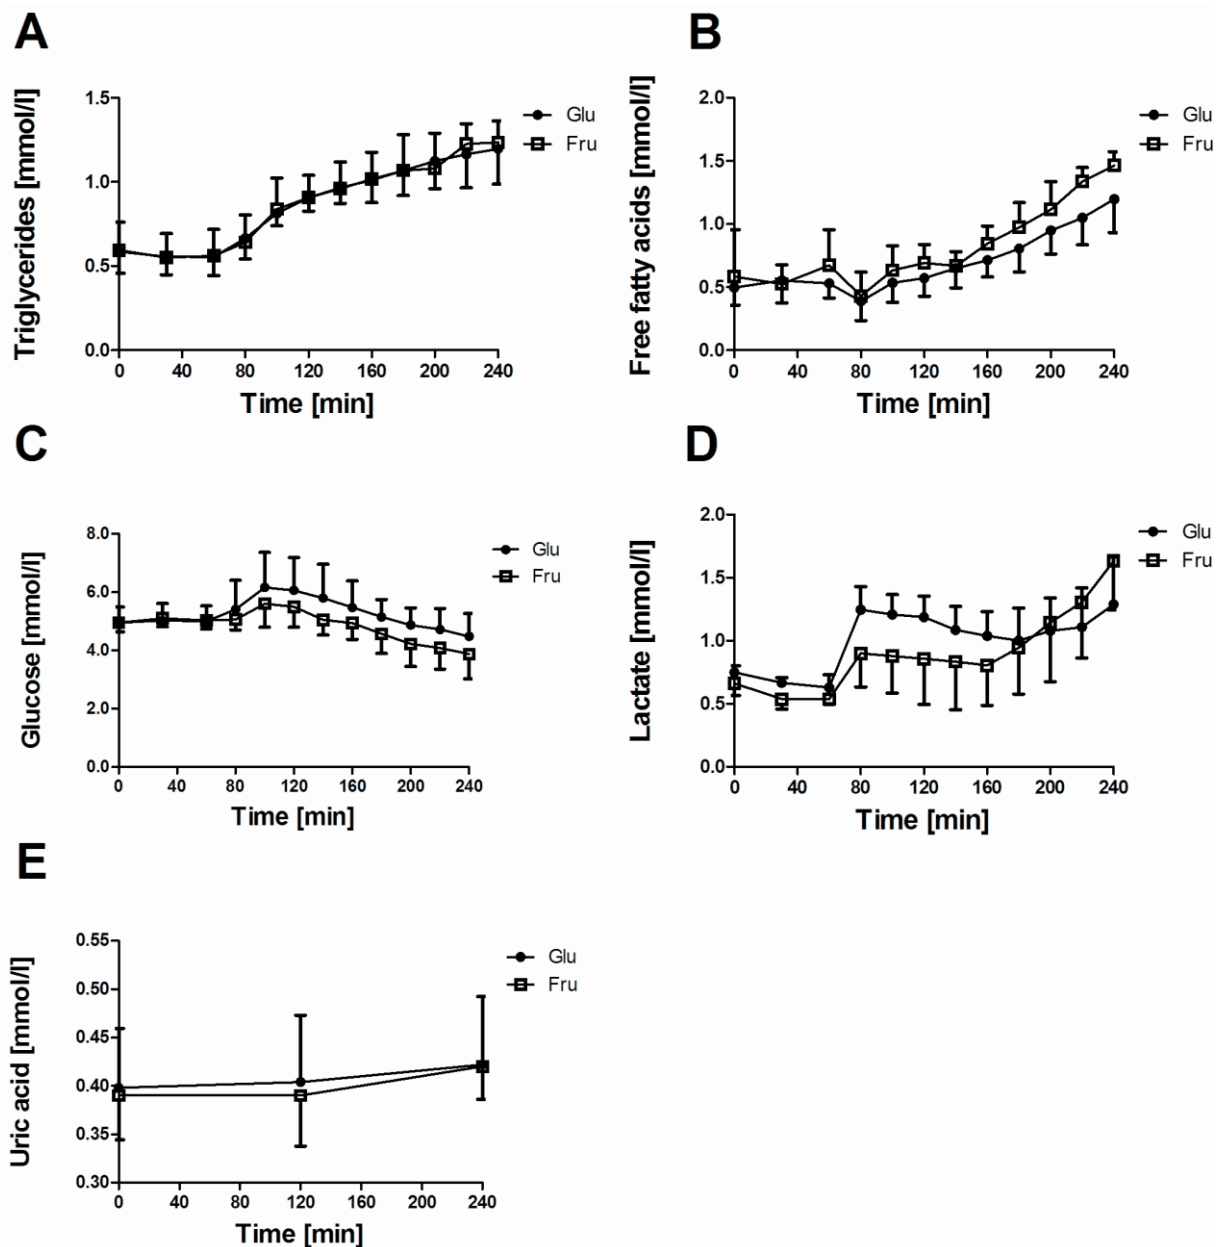 A
Triglycerides [mmol/l]
1.5
1.0
0.5
0.0
0 40 80 120 160 200 240
Time [min]
Glu
Fru
B
Free fatty acids [mmol/l]
2.0
1.5
1.0
0.5
0.0
0 40 80 120 160 200 240
Time [min]
Glu
Fru
C
Glucose [mmol/l]
8.0
6.0
4.0
2.0
0.0
0 40 80 120 160 200 240
Time [min]
Glu
Fru
D
Lactate [mmol/l]
2.0
1.5
1.0
0.5
0.0
0 40 80 120 160 200 240
Time [min]
Glu
Fru
E
Uric acid [mmol/l]
0.55
0.50
0.45
0.40
0.35
0.30
0 40 80 120 160 200 240
Time [min]
Glu
Fru